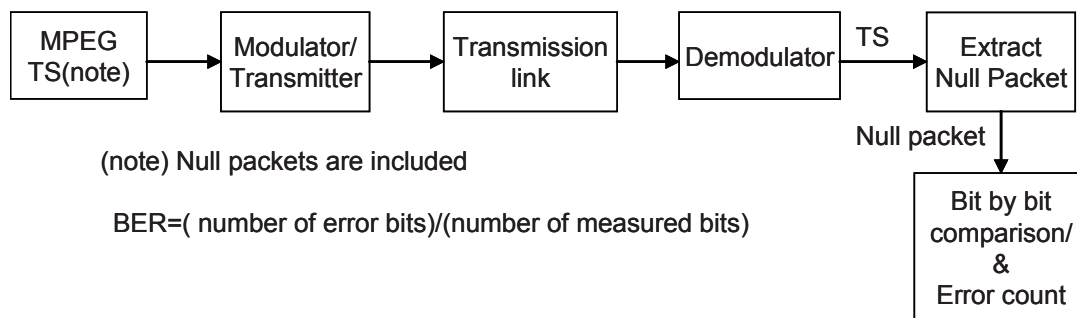 MPEG
TS(note)
Modulator/
Transmitter
Transmission
link
Demodulator
TS
Extract
Null Packet
Null packet
(note) Null packets are included
BER=( number of error bits)/(number of measured bits)
Bit by bit
comparison/
&
Error count